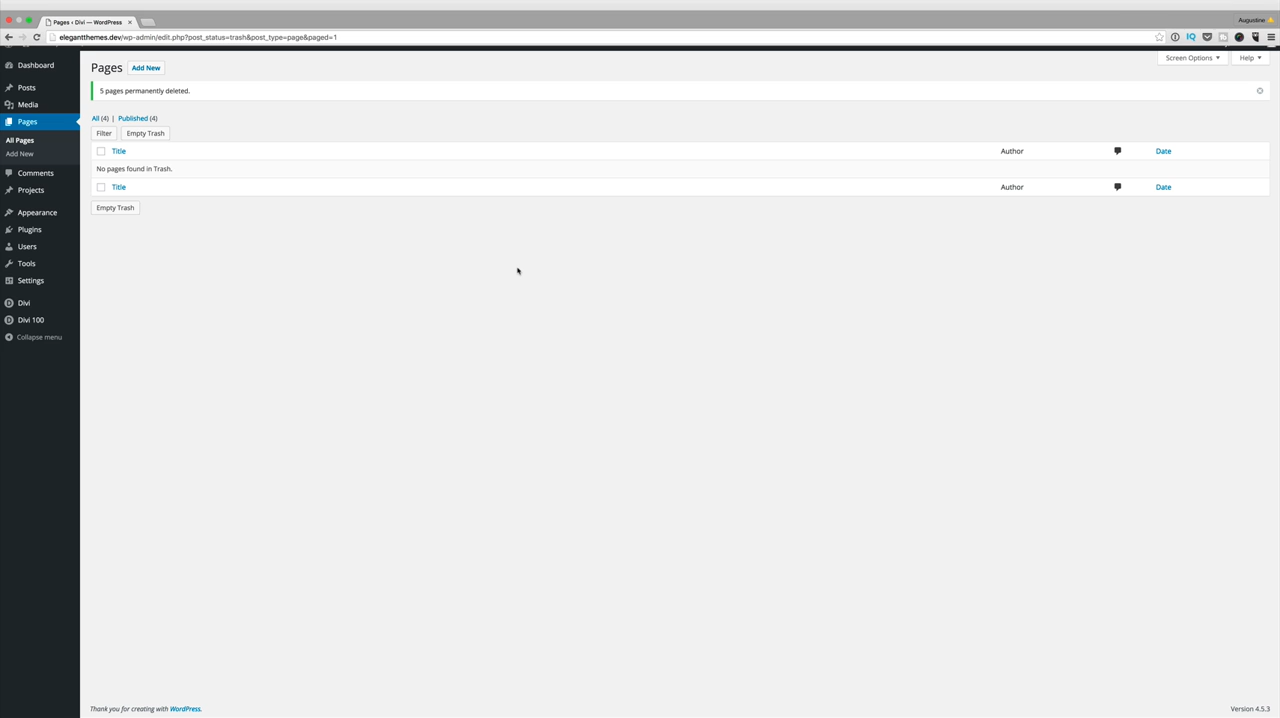 Pages ‹ Divi — WordPress
Augustine
elegantthemes.dev/wp-admin/edit.php?post_status=trash&post_type=page&paged=1
Dashboard
Posts
Media
Pages
All Pages
Add New
Comments
Projects
Appearance
Plugins
Users
Tools
Settings
Divi
Divi 100
Collapse menu
Screen Options
Help
Pages
Add New
5 pages permanently deleted.
All (4) | Published (4)
Filter
Empty Trash
Title
Author
Date
No pages found in Trash.
Title
Author
Date
Empty Trash
Thank you for creating with WordPress.
Version 4.5.3